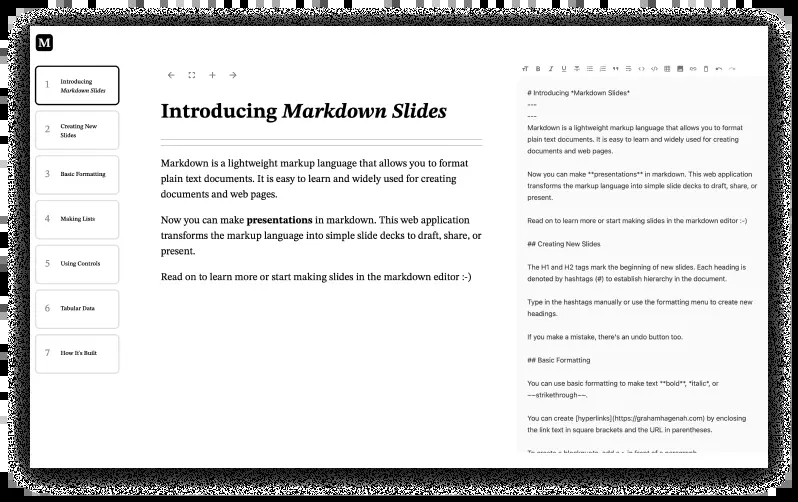 M
1 Introducing
Markdown Slides
2 Creating New
Slides
3 Basic Formatting
4 Making Lists
5 Using Controls
6 Tabular Data
7 How It's Built
Introducing Markdown Slides
Markdown is a lightweight markup language that allows you to format
plain text documents. It is easy to learn and widely used for creating
documents and web pages.
Now you can make presentations in markdown. This web application
transforms the markup language into simple slide decks to draft, share, or
present.
Read on to learn more or start making slides in the markdown editor :-)
# Introducing *Markdown Slides*
---
---
Markdown is a lightweight markup language that allows you to format
plain text documents. It is easy to learn and widely used for creating
documents and web pages.
Now you can make **presentations** in markdown. This web application
transforms the markup language into simple slide decks to draft, share, or
present.
Read on to learn more or start making slides in the markdown editor :-)
## Creating New Slides
The H1 and H2 tags mark the beginning of new slides. Each heading is
denoted by hashtags (#) to establish hierarchy in the document.
Type in the hashtags manually or use the formatting menu to create new
headings.
If you make a mistake, there's an undo button too.
## Basic Formatting
You can use basic formatting to make text **bold**, *italic*, or
~~strikethrough~~.
You can create [hyperlinks](https://grahamhagenah.com) by enclosing
the link text in square brackets and the URL in parentheses.
To create a blockquote, add a > in front of a paragraph.